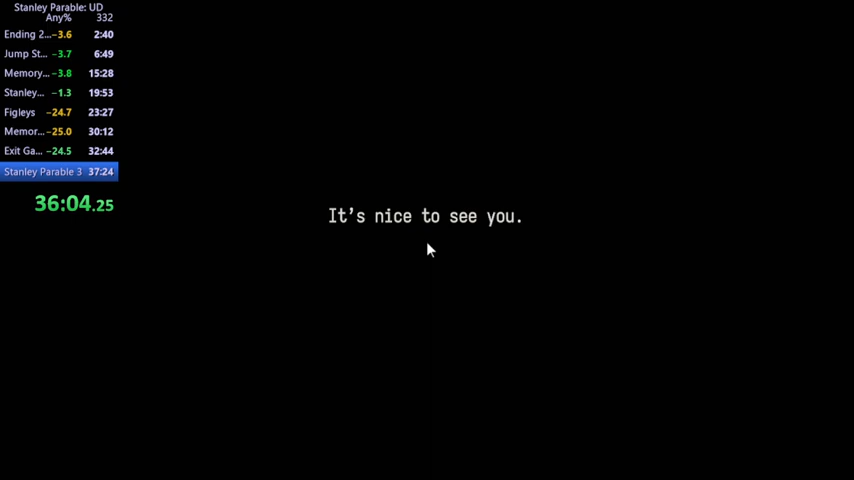 Stanley Parable: UD
Any% 332
Ending 2... -3.6 2:40
Jump St... -3.7 6:49
Memory... -3.8 15:28
Stanley... -1.3 19:53
Figleys -24.7 23:27
Memor... -25.0 30:12
Exit Ga... -24.5 32:44
Stanley Parable 3 37:24
36:04.25
It's nice to see you.